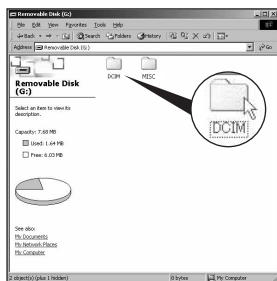 Removable Disk (G:)
File Edit View Favorites Tools Help
Back Search Folders History
Address Removable Disk (G:) Go
DCIM MISC
Removable Disk (G:)
Select an item to view its
description.
Capacity: 7.68 MB
Used: 1.64 MB
Free: 6.03 MB
DCIM
See also:
My Documents
My Network Places
My Computer
2 object(s) (plus 1 hidden) 0 bytes My Computer